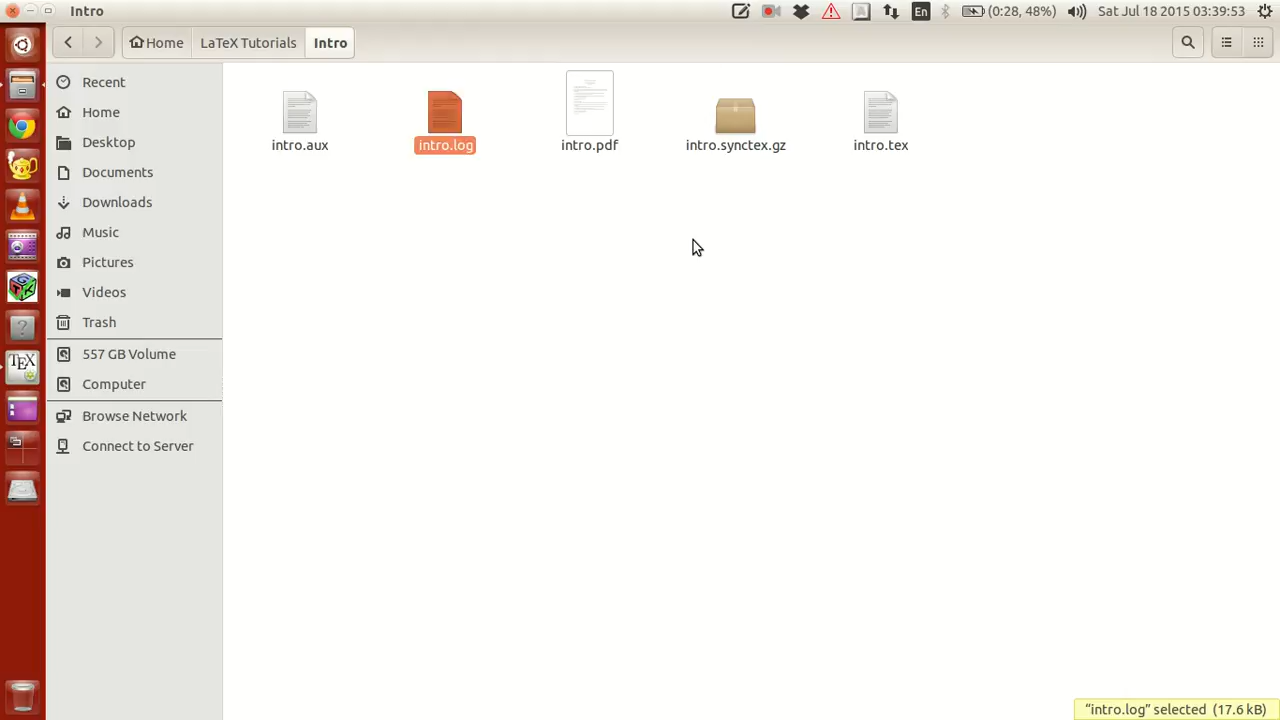 Intro
En
(0:28, 48%)
Sat Jul 18 2015 03:39:53
Home
LaTeX Tutorials
Intro
Recent
Home
Desktop
Documents
Downloads
Music
Pictures
Videos
Trash
557 GB Volume
Computer
Browse Network
Connect to Server
intro.aux
intro.log
intro.pdf
intro.synctex.gz
intro.tex
A
TEX
"intro.log" selected (17.6 kB)